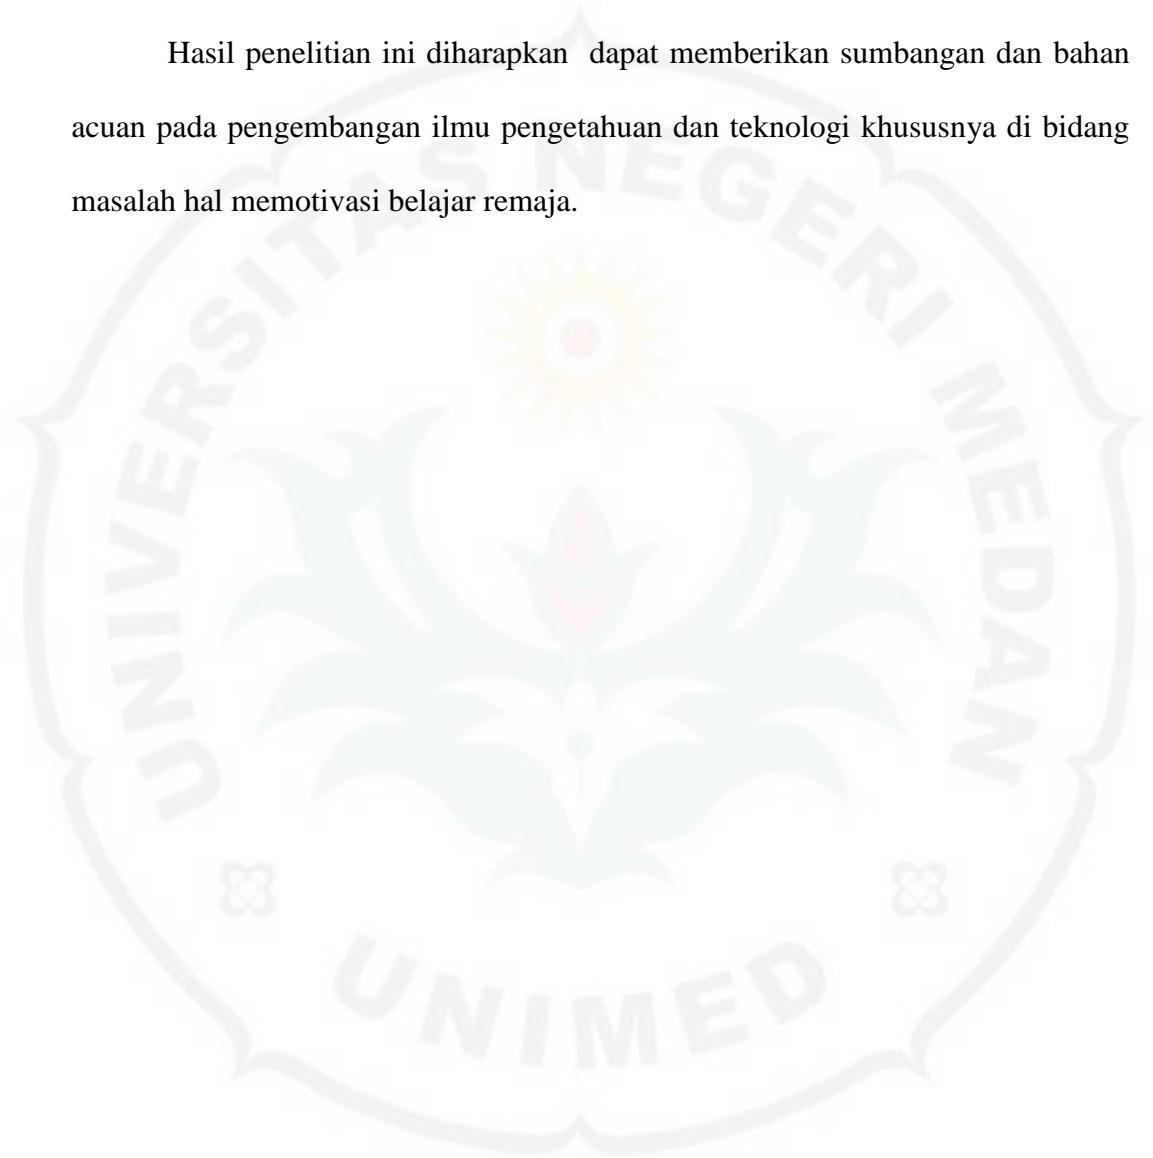 Hasil penelitian ini diharapkan dapat memberikan sumbangan dan bahan
acuan pada pengembangan ilmu pengetahuan dan teknologi khususnya di bidang
masalah hal memotivasi belajar remaja.
UNIVERSITAS NEGERI MEDAN
UNIMED